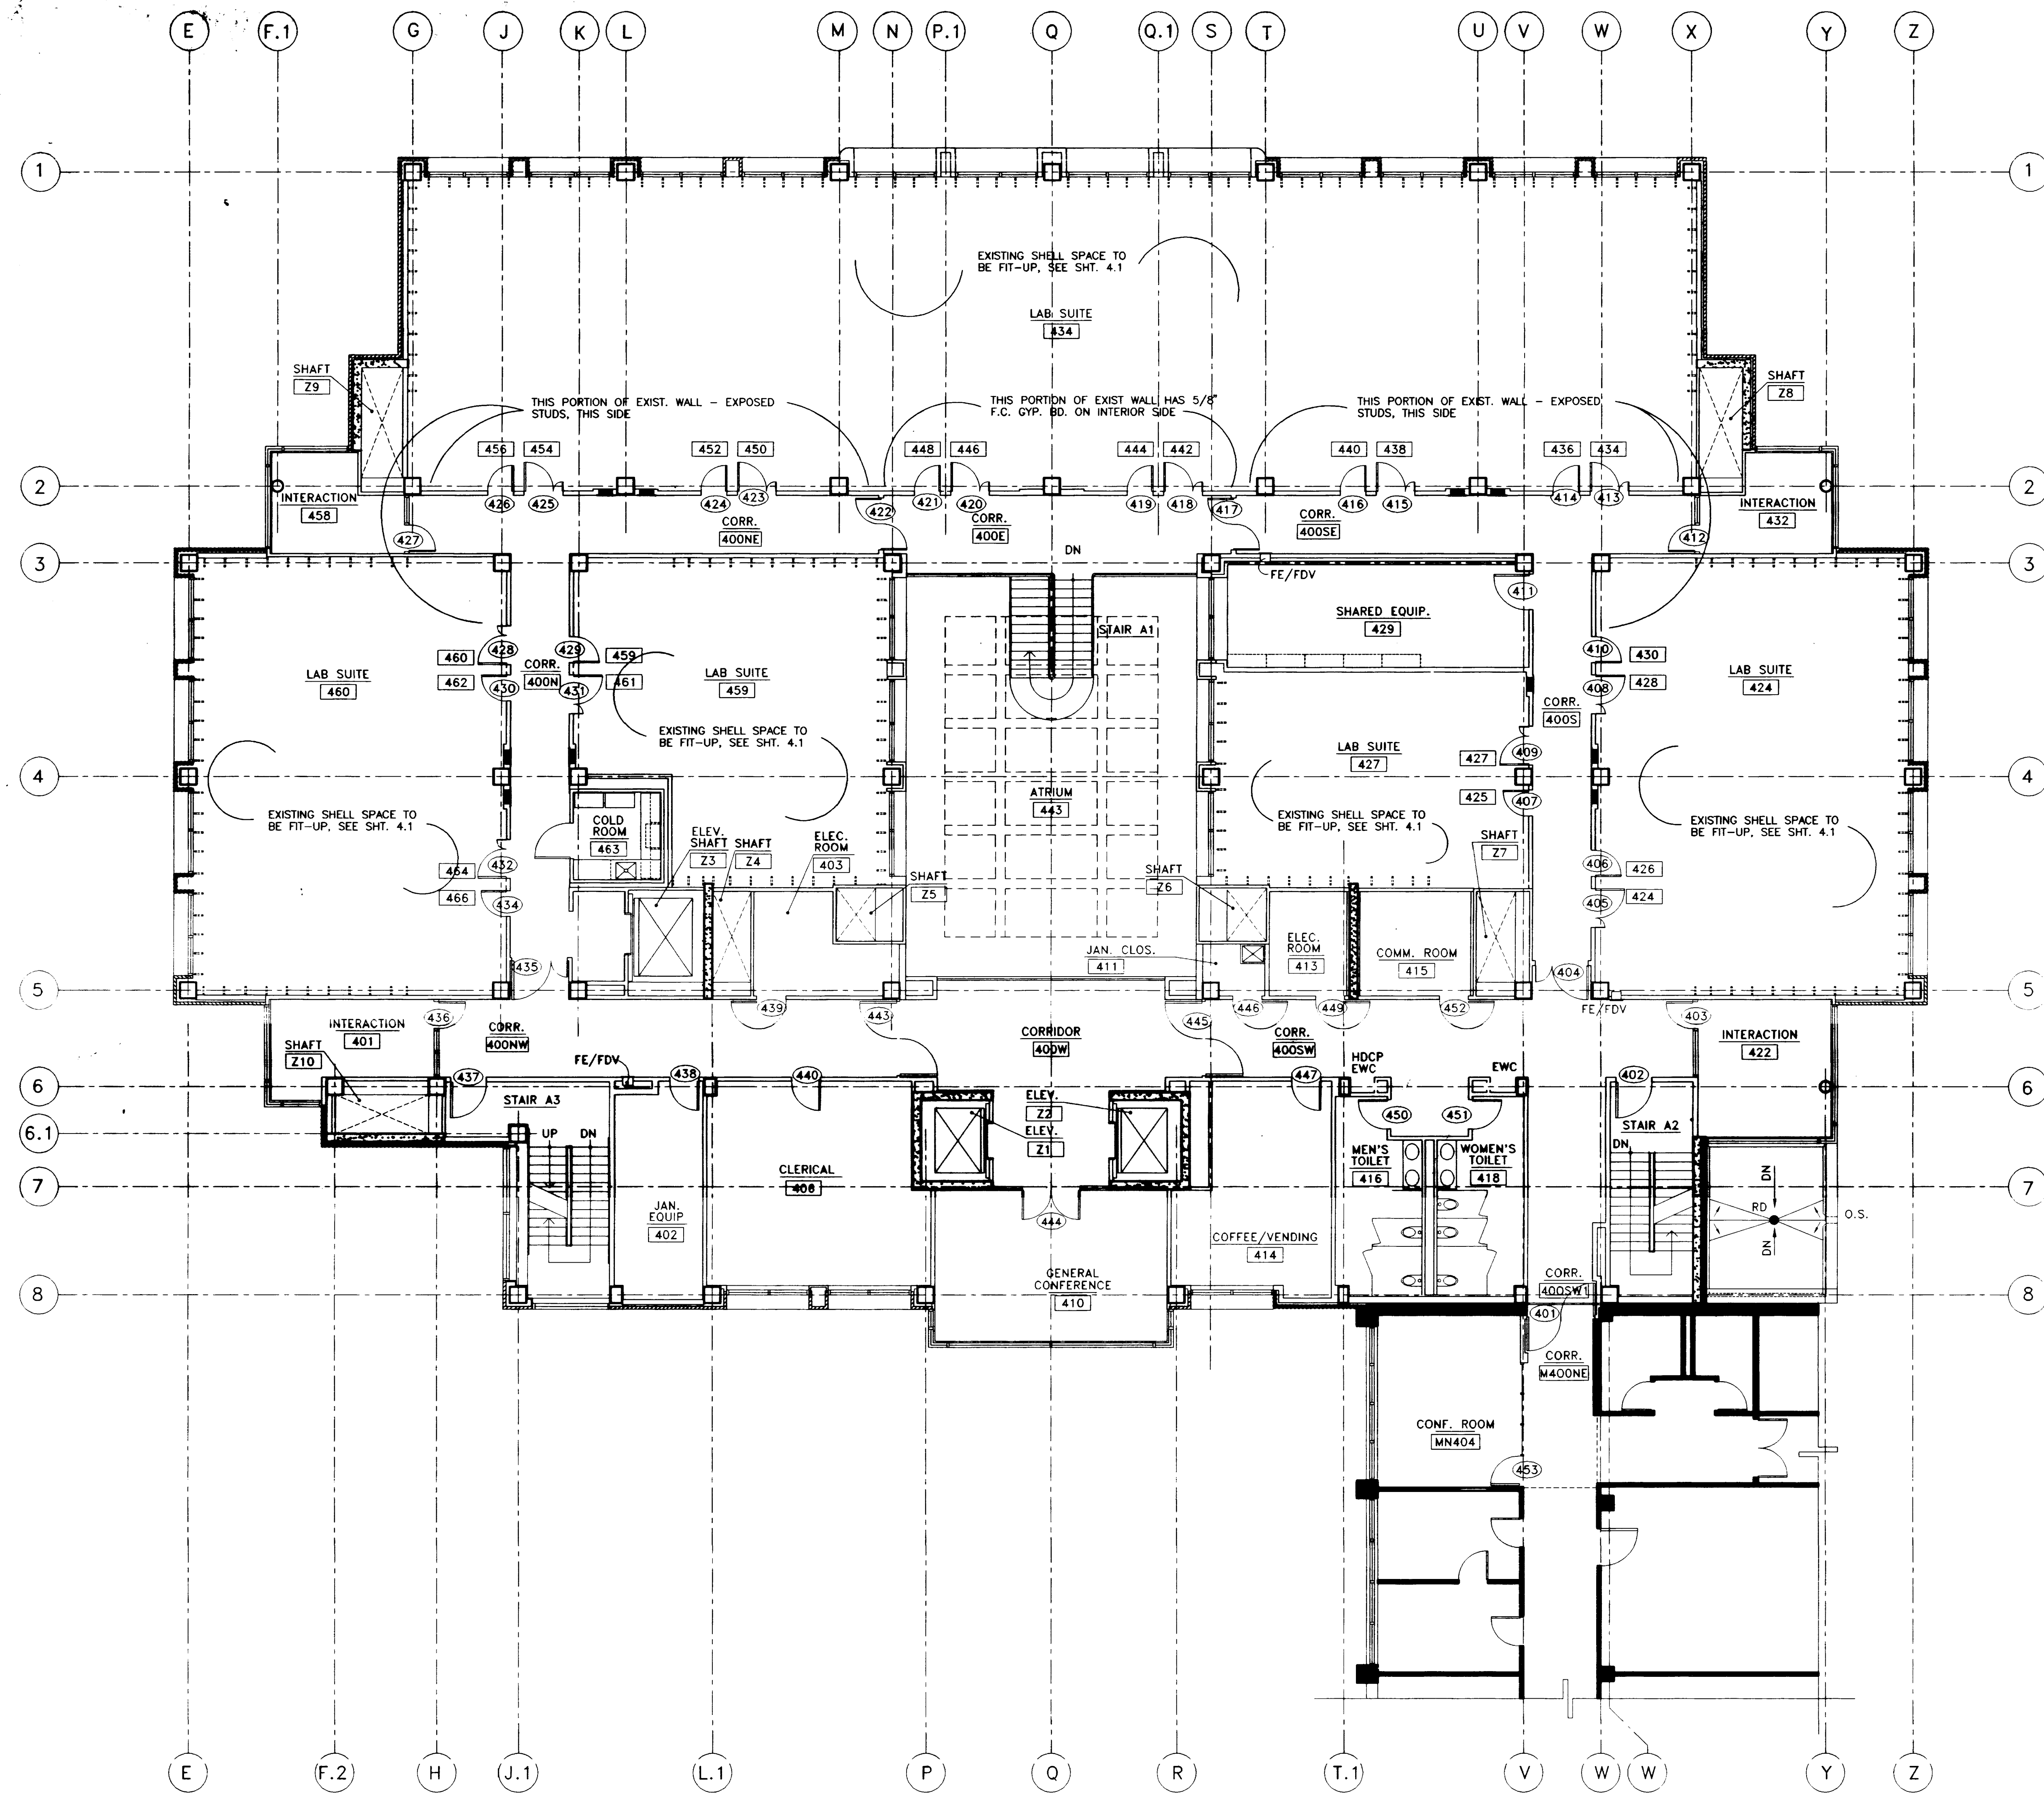 E F.1 G J K L M N P.1 Q Q.1 S T U V W X Y Z
1 1
EXISTING SHELL SPACE TO
BE FIT-UP, SEE SHT. 4.1
LAB SUITE
434
SHAFT
Z9
SHAFT
Z8
THIS PORTION OF EXIST. WALL – EXPOSED
STUDS, THIS SIDE
THIS PORTION OF EXIST WALL HAS 5/8"
F.C. GYP. BD. ON INTERIOR SIDE
THIS PORTION OF EXIST. WALL – EXPOSED
STUDS, THIS SIDE
456 454 452 450 448 446 444 442 440 438 436 434
2 2
INTERACTION
458
426 425 424 423 422 421 420 419 418 417 416 415 414 413
INTERACTION
432
427
CORR.
400NE
CORR.
400E
CORR.
400SE
412
DN
3 3
FE/FDV
411
SHARED EQUIP.
429
STAIR A1
460 428 429 459
462 430 431 461
CORR.
400N
LAB SUITE
460
LAB SUITE
459
410 430
408 428
LAB SUITE
424
CORR.
400S
EXISTING SHELL SPACE TO
BE FIT-UP, SEE SHT. 4.1
LAB SUITE
427
427 409
4 4
425 407
ATRIUM
443
EXISTING SHELL SPACE TO
BE FIT-UP, SEE SHT. 4.1
COLD
ROOM
463
EXISTING SHELL SPACE TO
BE FIT-UP, SEE SHT. 4.1
EXISTING SHELL SPACE TO
BE FIT-UP, SEE SHT. 4.1
ELEV.
SHAFT
Z3
SHAFT
Z4
ELEC.
ROOM
403
SHAFT
Z5
SHAFT
Z6
SHAFT
Z7
464 432
466 434
406 426
405 424
435
JAN. CLOS.
411
ELEC.
ROOM
413
COMM. ROOM
415
404
5 5
FE/FDV
436 439 443 445 446 449 452 403
INTERACTION
401
CORR.
400NW
CORRIDOR
400W
CORR.
400SW
INTERACTION
422
SHAFT
Z10
FE/FDV
HDCP
EWC
EWC
6 6
437 438 440 447 402
STAIR A3
ELEV.
Z2
ELEV.
Z1
450 451
STAIR A2
6.1 6.1
UP DN
DN
CLERICAL
408
MEN'S
TOILET
416
WOMEN'S
TOILET
418
7 7
JAN.
EQUIP
402
444
COFFEE/VENDING
414
DN
RD
O.S.
DN
GENERAL
CONFERENCE
410
CORR.
400SW1
8 8
401
CORR.
M400NE
CONF. ROOM
MN404
453
E F.2 H J.1 L.1 P Q R T.1 V W W Y Z